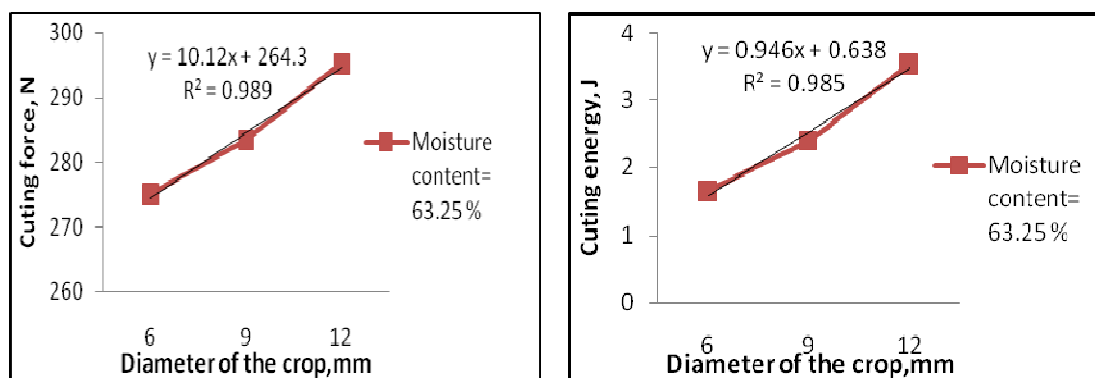 300
290
280
270
260
Cuting force, N
y = 10.12x + 264.3
R² = 0.989
Moisture
content=
63.25%
6 9 12
Diameter of the crop,mm
4
3
2
1
0
Cuting energy, J
y = 0.946x + 0.638
R² = 0.985
Moisture
content=
63.25%
6 9 12
Diameter of the crop,mm